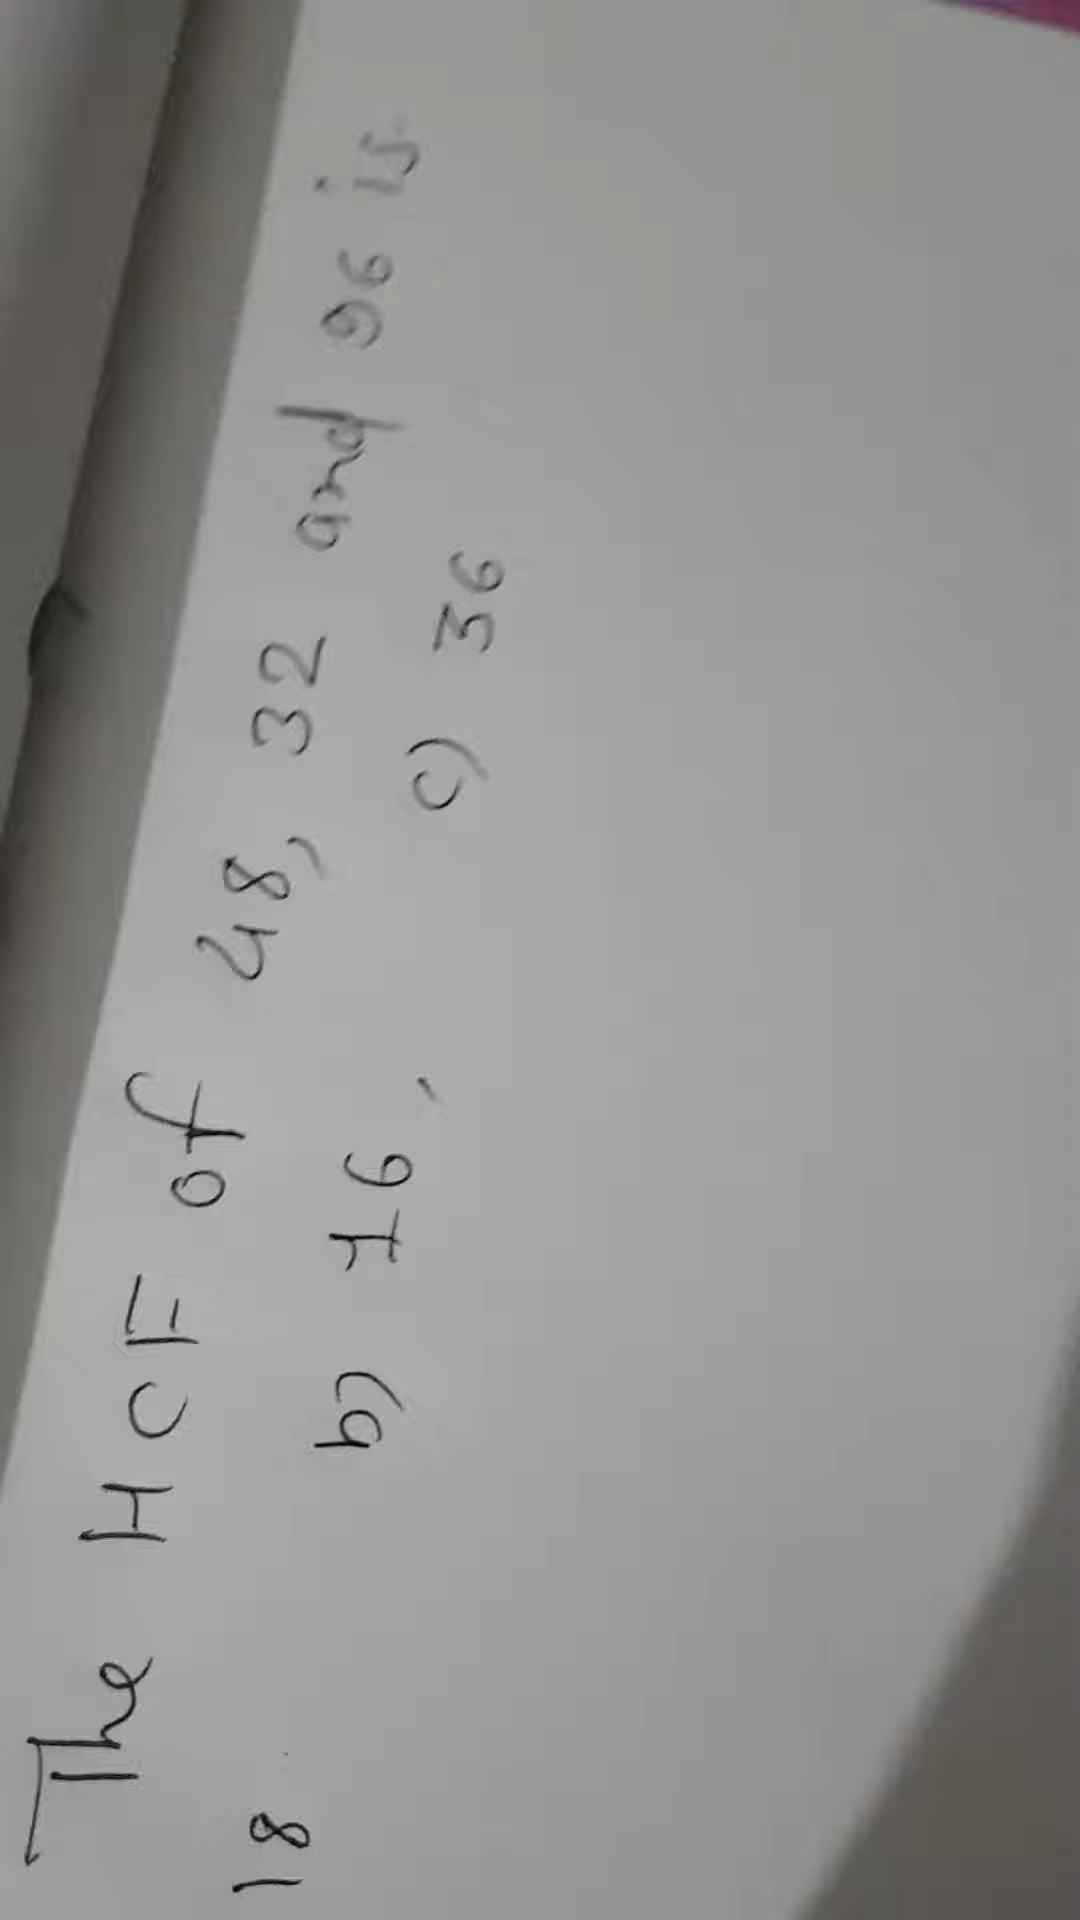 The HCF of 48, 32 and 96 is
18 b) 16, c) 36